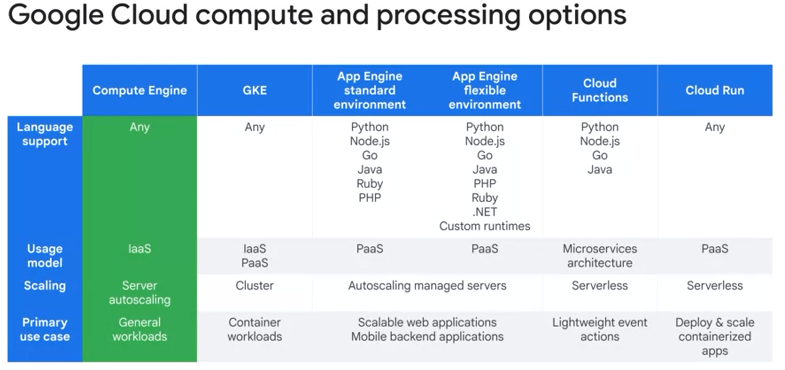 Google Cloud compute and processing options
Compute Engine
GKE
App Engine
standard
environment
App Engine
flexible
environment
Cloud
Functions
Cloud Run
Language
support
Any
Any
Python
Node.js
Go
Java
Ruby
PHP
Python
Node.js
Go
Java
PHP
Ruby
.NET
Custom runtimes
Python
Node.js
Go
Java
Any
Usage
model
IaaS
IaaS
PaaS
PaaS
PaaS
Microservices
architecture
PaaS
Scaling
Server
autoscaling
Cluster
Autoscaling managed servers
Serverless
Serverless
Primary
use case
General
workloads
Container
workloads
Scalable web applications
Mobile backend applications
Lightweight event
actions
Deploy & scale
containerized
apps